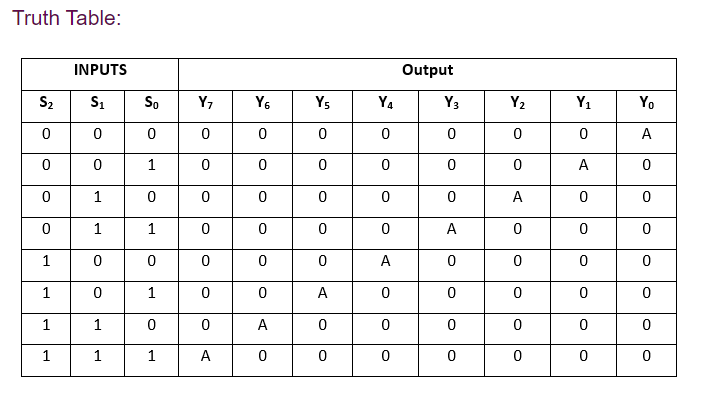 Truth Table:
INPUTS Output
S₂ S₁ S₀ Y₇ Y₆ Y₅ Y₄ Y₃ Y₂ Y₁ Y₀
0 0 0 0 0 0 0 0 0 0 A
0 0 1 0 0 0 0 0 0 A 0
0 1 0 0 0 0 0 0 A 0 0
0 1 1 0 0 0 0 A 0 0 0
1 0 0 0 0 0 A 0 0 0 0
1 0 1 0 0 A 0 0 0 0 0
1 1 0 0 A 0 0 0 0 0 0
1 1 1 A 0 0 0 0 0 0 0